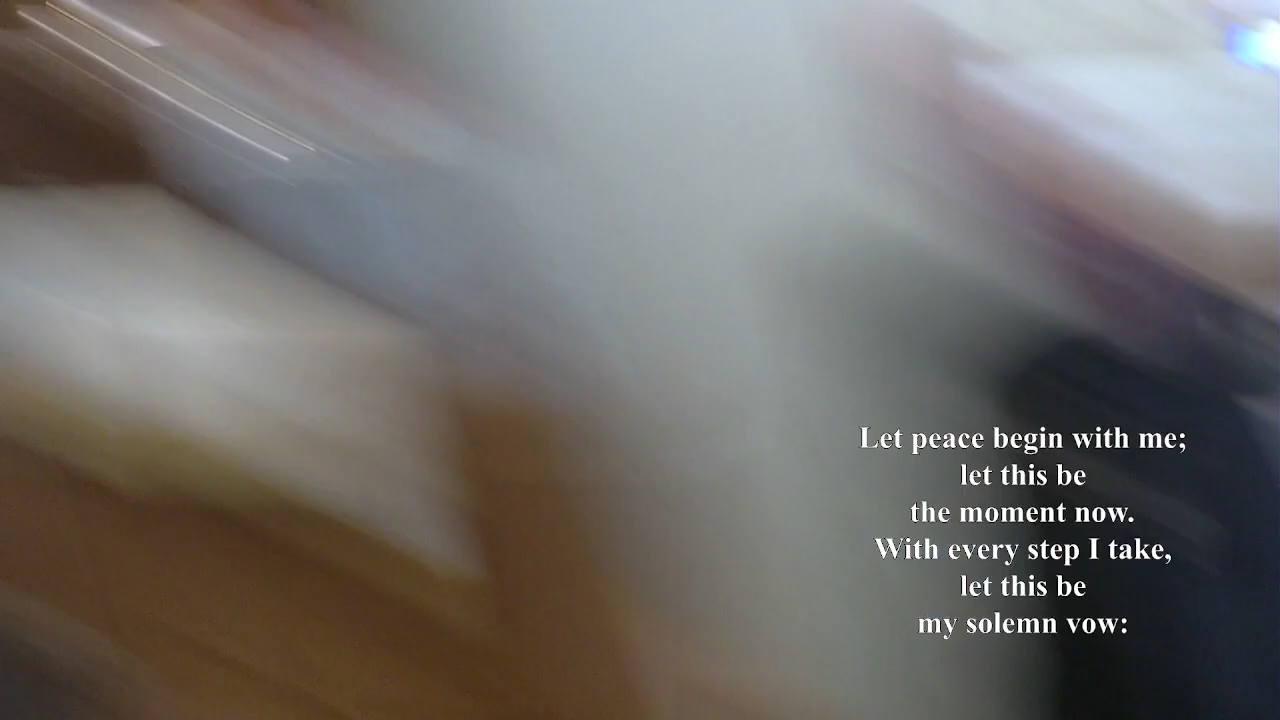 Let peace begin with me;
let this be
the moment now.
With every step I take,
let this be
my solemn vow: